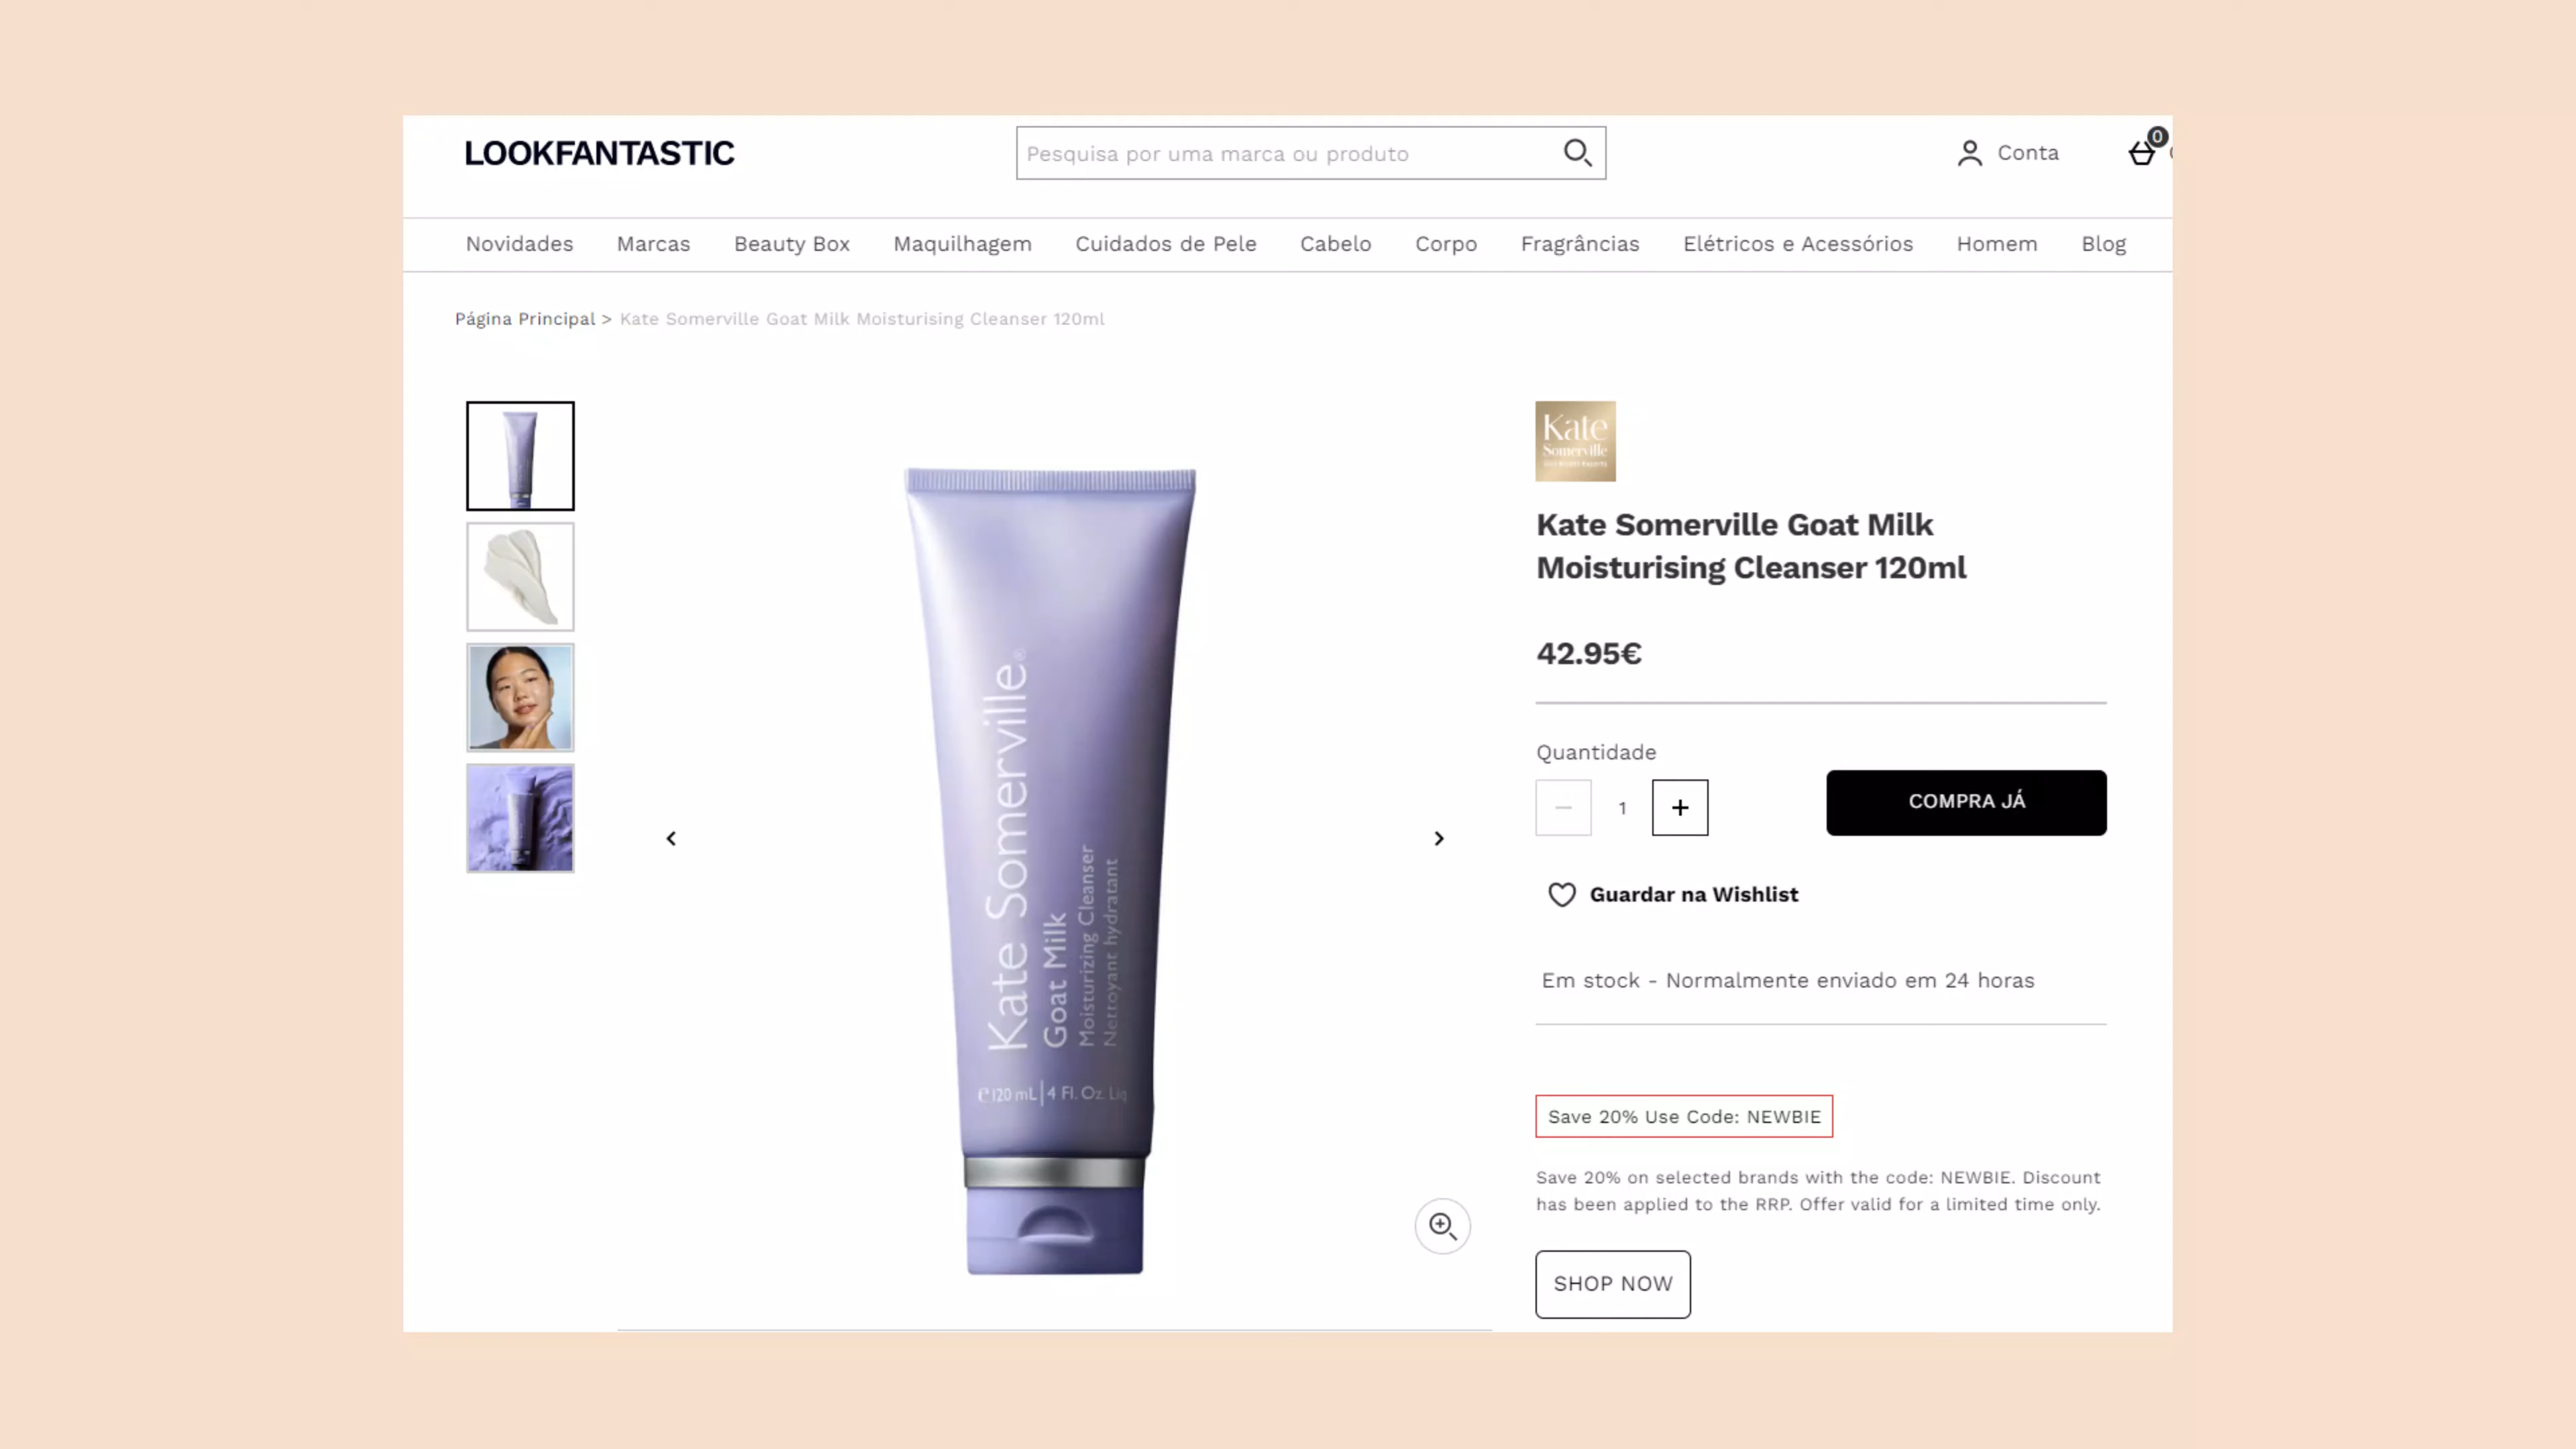 LOOKFANTASTIC
Pesquisa por uma marca ou produto
Conta
0
Novidades Marcas Beauty Box Maquilhagem Cuidados de Pele Cabelo Corpo Fragrâncias Elétricos e Acessórios Homem Blog
Página Principal > Kate Somerville Goat Milk Moisturising Cleanser 120ml
Kate Somerville®
Goat Milk
Moisturizing Cleanser
Nettoyant hydratant
℮120 mL|4 Fl. Oz. Liq
Kate
Somerville
Kate Somerville Goat Milk
Moisturising Cleanser 120ml
42.95€
Quantidade
1
COMPRA JÁ
Guardar na Wishlist
Em stock - Normalmente enviado em 24 horas
Save 20% Use Code: NEWBIE
Save 20% on selected brands with the code: NEWBIE. Discount
has been applied to the RRP. Offer valid for a limited time only.
SHOP NOW